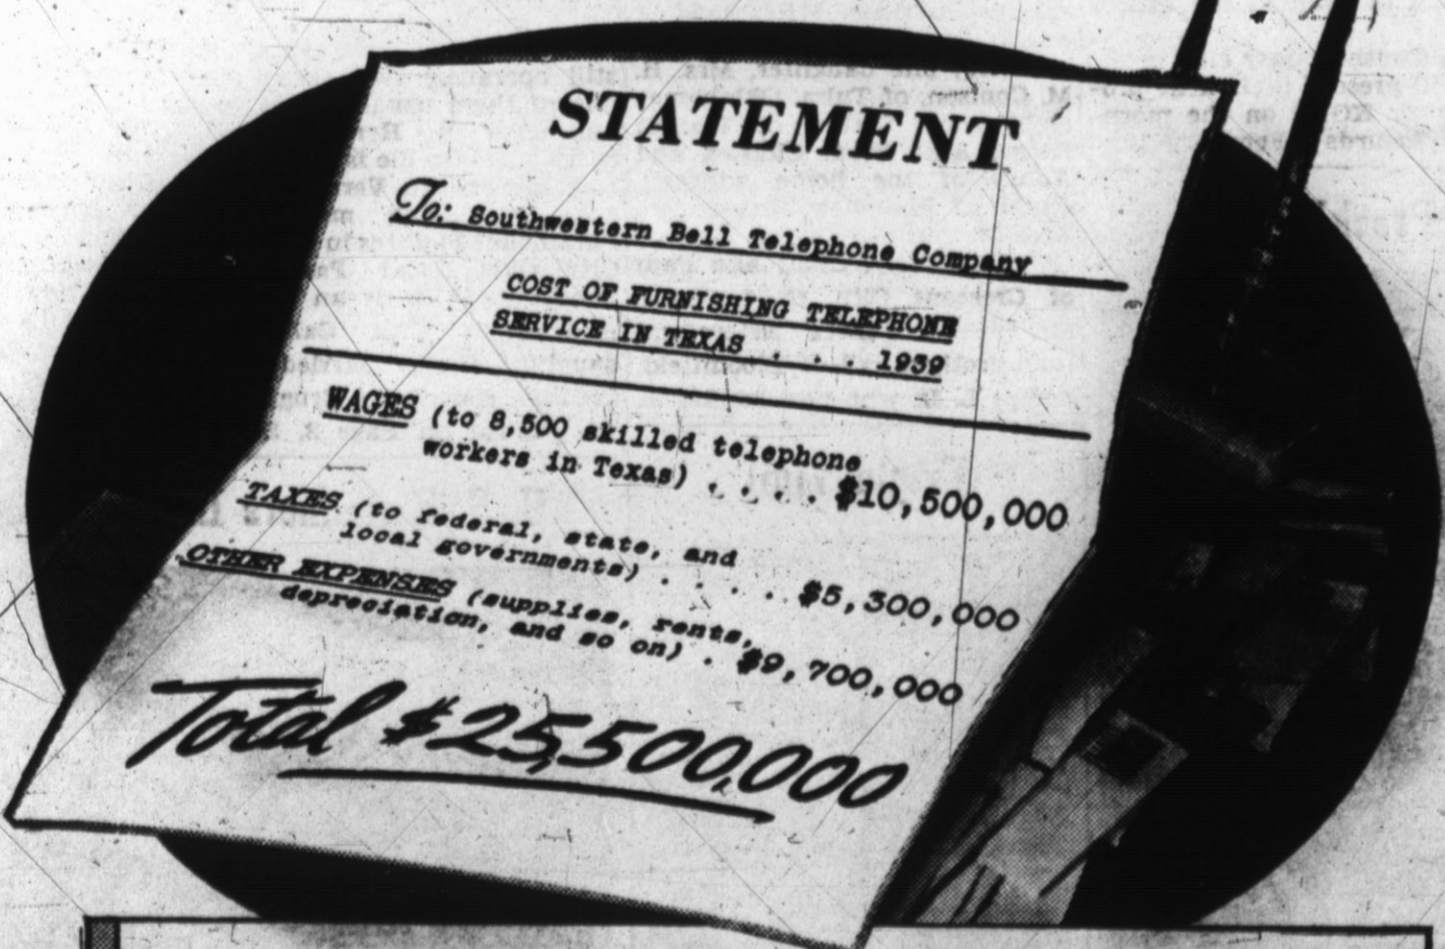 STATEMENT
To: Southwestern Bell Telephone Company
COST OF FURNISHING TELEPHONE
SERVICE IN TEXAS . . . 1939
WAGES (to 8,500 skilled telephone
workers in Texas) . . . . $10,500,000
TAXES (to federal, state, and
local governments) . . . . $5,300,000
OTHER EXPENSES (supplies, rents,
depreciation, and so on) . $9,700,000
Total $25,500,000